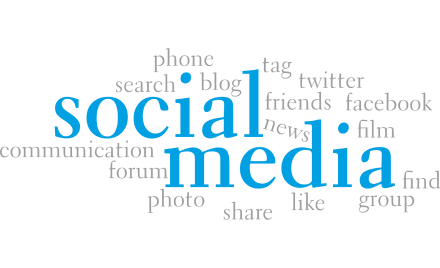 phone
tag
search
blog
twitter
social
friends
facebook
news
film
communication
media
forum
find
photo
share
like
group